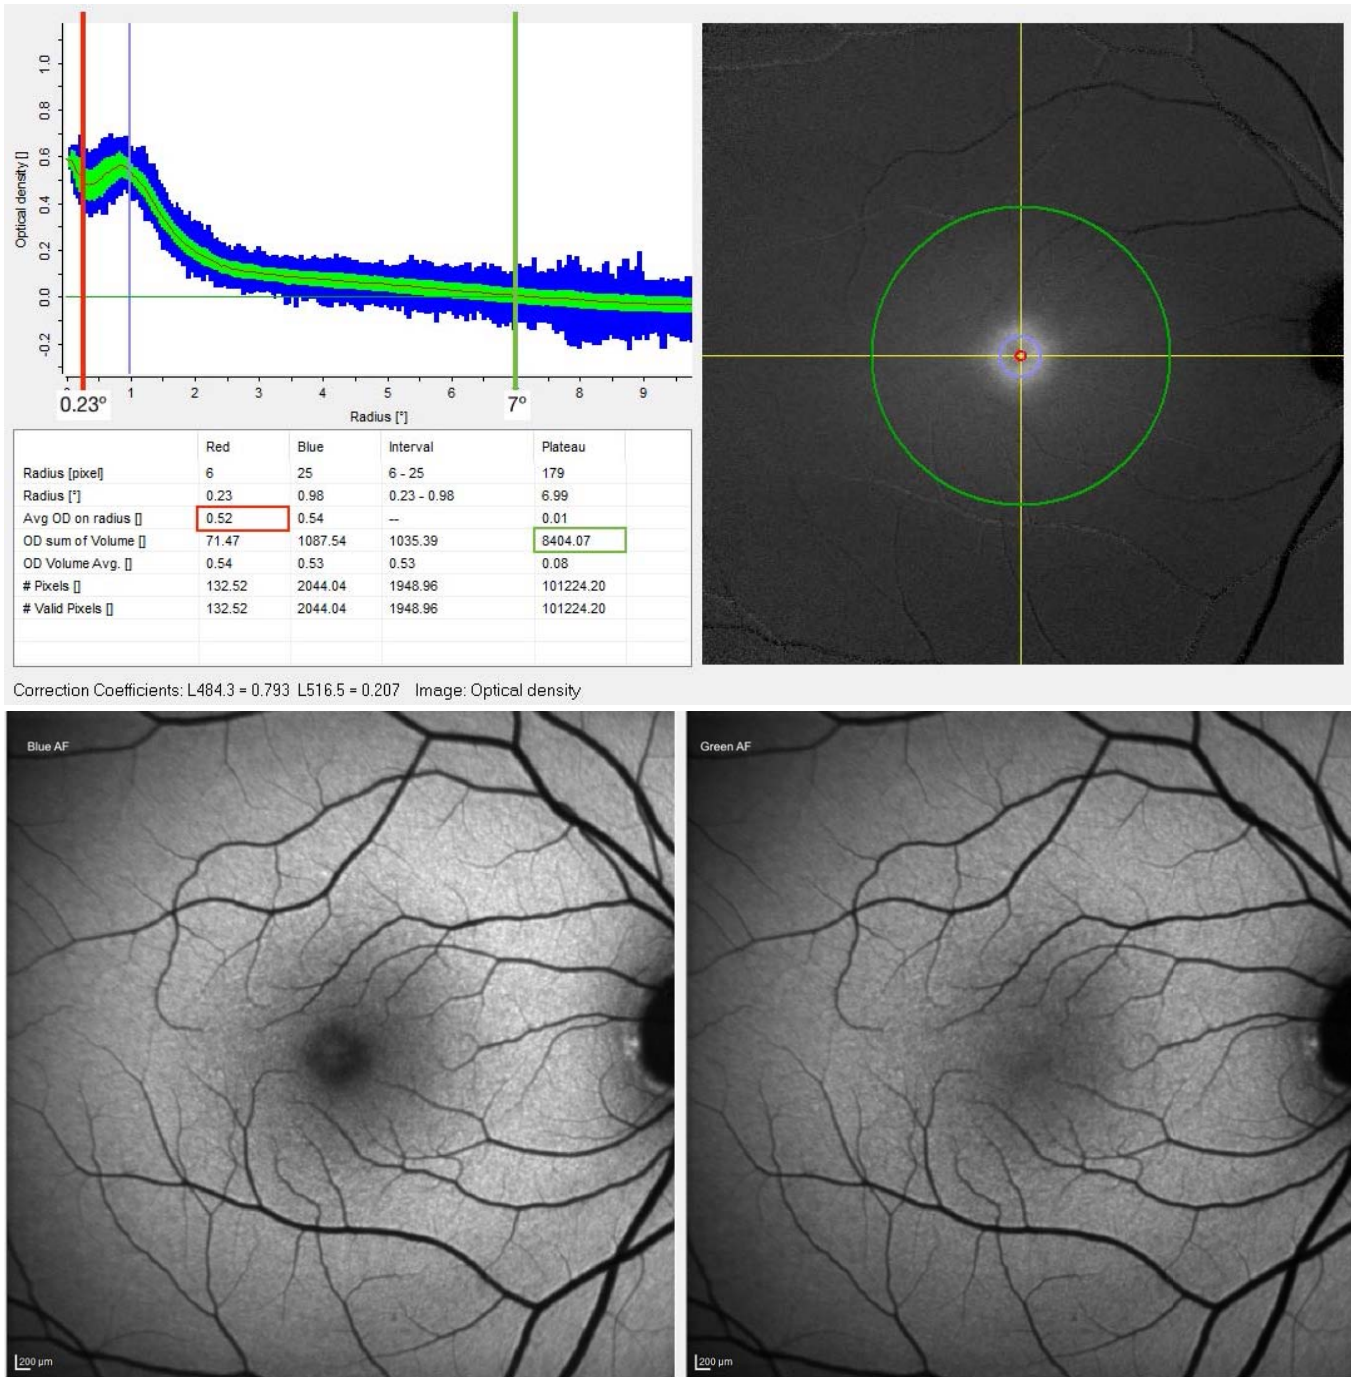 Optical density []
1.0
0.8
0.6
0.4
0.2
0.0
-0.2
1 2 3 4 5 6 7 8 9
0.23º 7º
Radius [°]
Red Blue Interval Plateau
Radius [pixel] 6 25 6 - 25 179
Radius [°] 0.23 0.98 0.23 - 0.98 6.99
Avg OD on radius [] 0.52 0.54 -- 0.01
OD sum of Volume [] 71.47 1087.54 1035.39 8404.07
OD Volume Avg. [] 0.54 0.53 0.53 0.08
# Pixels [] 132.52 2044.04 1948.96 101224.20
# Valid Pixels [] 132.52 2044.04 1948.96 101224.20
Correction Coefficients: L484.3 = 0.793 L516.5 = 0.207 Image: Optical density
Blue AF
Green AF
200 µm
200 µm